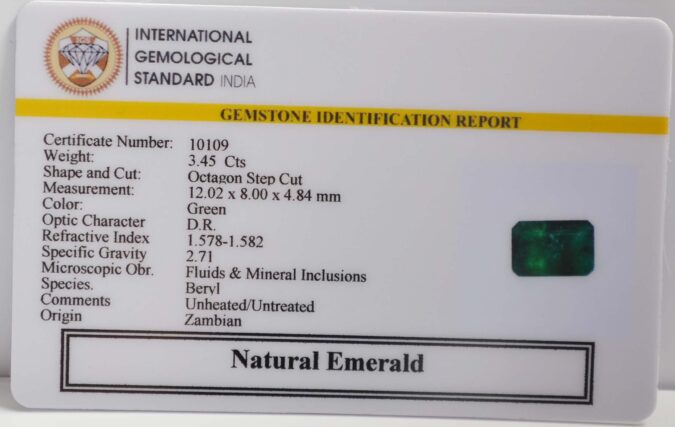 INTERNATIONAL
GEMOLOGICAL
STANDARD INDIA
GEMSTONE IDENTIFICATION REPORT
Certificate Number: 10109
Weight: 3.45 Cts
Shape and Cut: Octagon Step Cut
Measurement: 12.02 x 8.00 x 4.84 mm
Color: Green
Optic Character D.R.
Refractive Index 1.578-1.582
Specific Gravity 2.71
Microscopic Obr. Fluids & Mineral Inclusions
Species. Beryl
Comments Unheated/Untreated
Origin Zambian
Natural Emerald